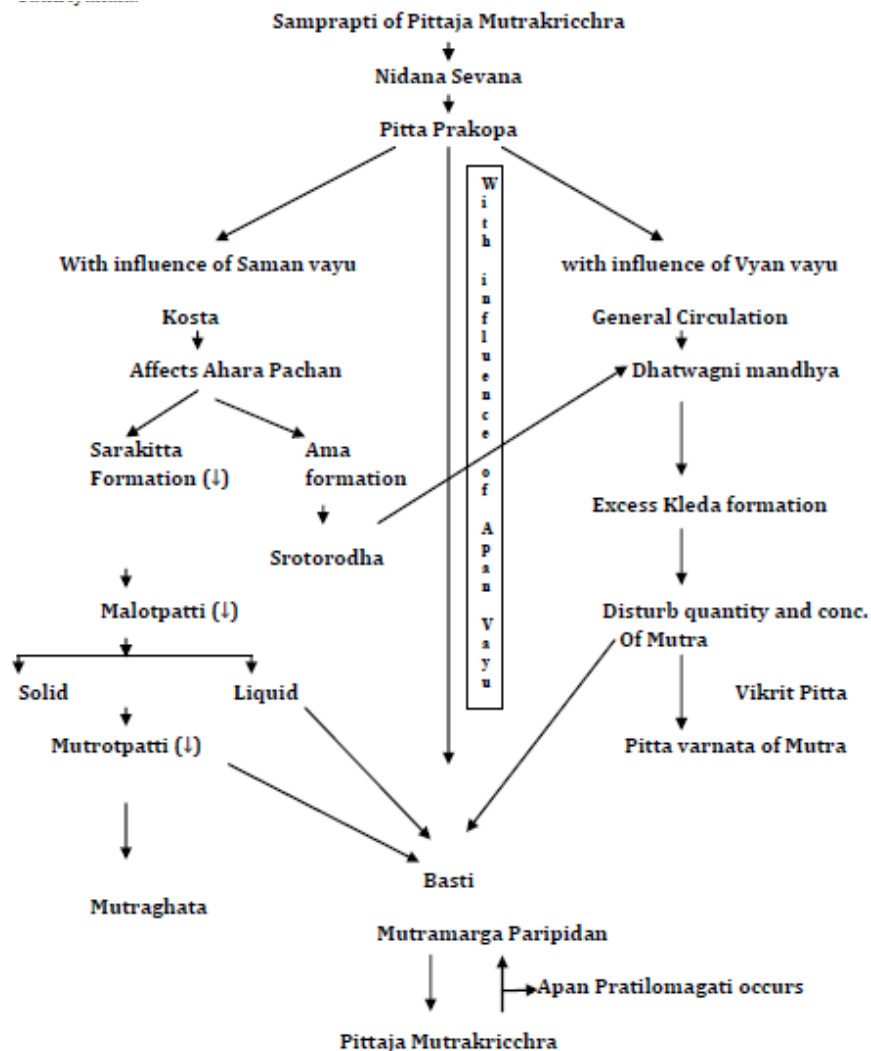 Samprapti of Pittaja Mutrakricchra
Nidana Sevana
Pitta Prakopa
With influence of Apan Vayu
With influence of Saman vayu
with influence of Vyan vayu
Kosta
General Circulation
Affects Ahara Pachan
Dhatwagni mandhya
Sarakitta
Formation (↓)
Ama
formation
Excess Kleda formation
Srotorodha
Malotpatti (↓)
Disturb quantity and conc.
Of Mutra
Solid
Liquid
Vikrit Pitta
Mutrotpatti (↓)
Pitta varnata of Mutra
Basti
Mutraghata
Mutramarga Paripidan
Apan Pratilomagati occurs
Pittaja Mutrakricchra